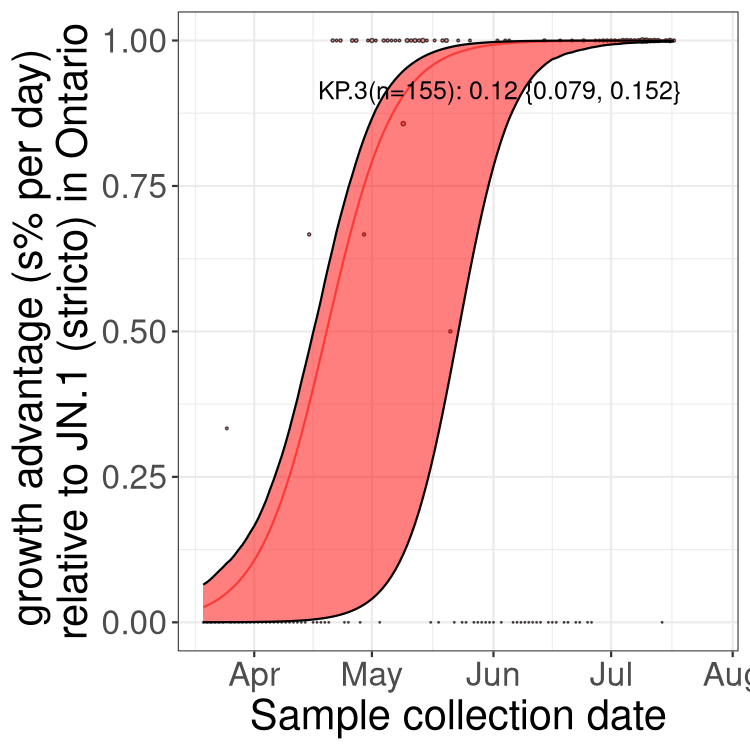 growth advantage (s% per day)
relative to JN.1 (stricto) in Ontario
1.00
0.75
0.50
0.25
0.00
KP.3(n=155): 0.12 {0.079, 0.152}
Apr May Jun Jul Aug
Sample collection date